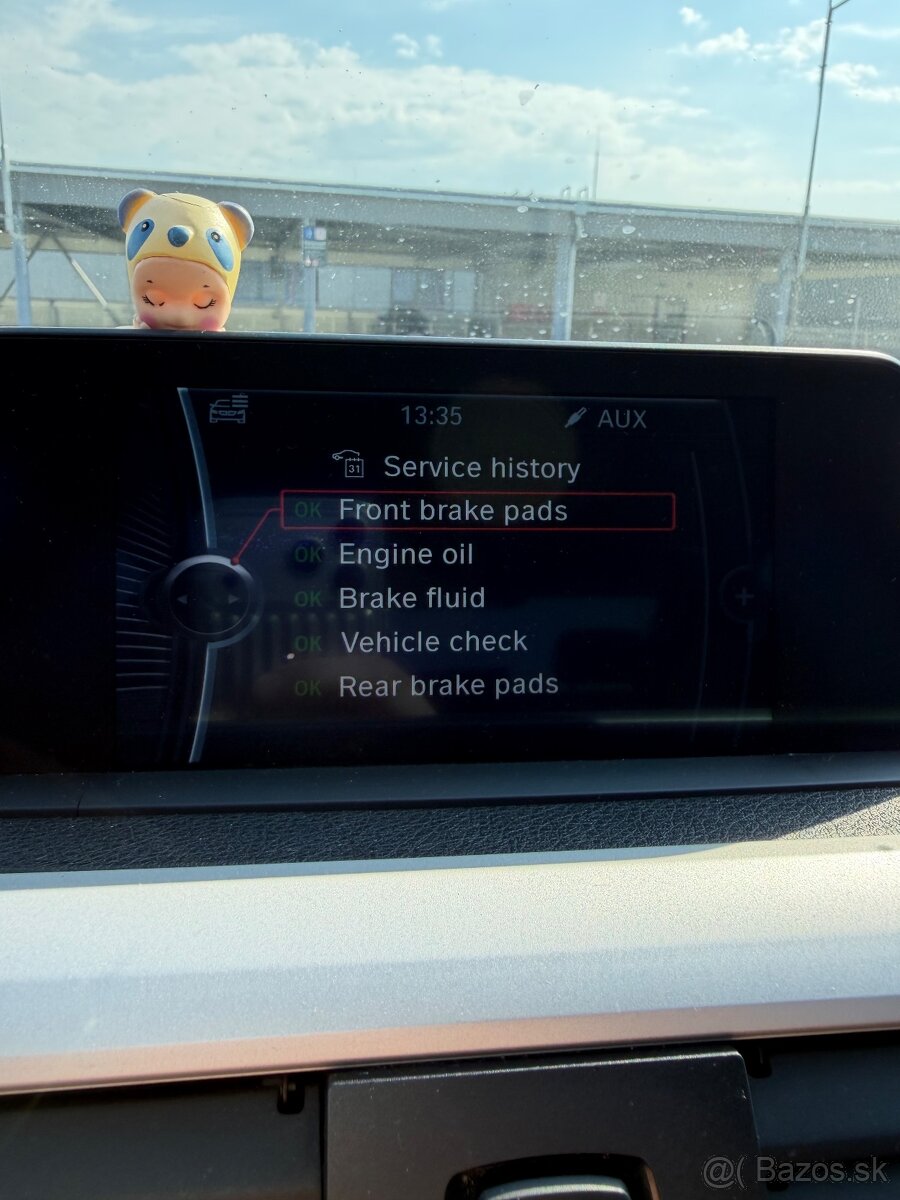 13:35 AUX
31 Service history
OK Front brake pads
OK Engine oil
OK Brake fluid
OK Vehicle check
OK Rear brake pads
@( Bazos.sk